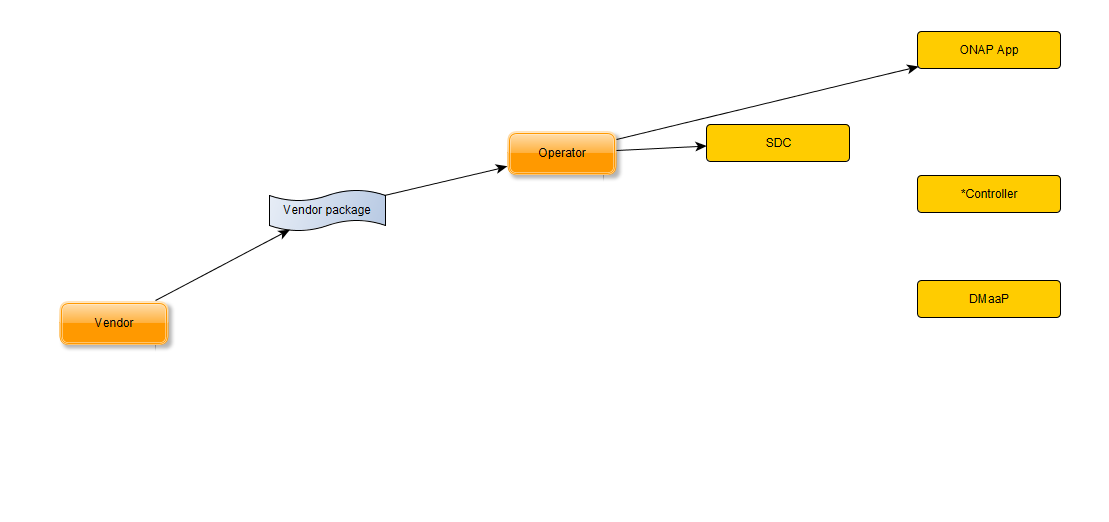 ONAP App
SDC
Operator
*Controller
Vendor package
DMaaP
Vendor